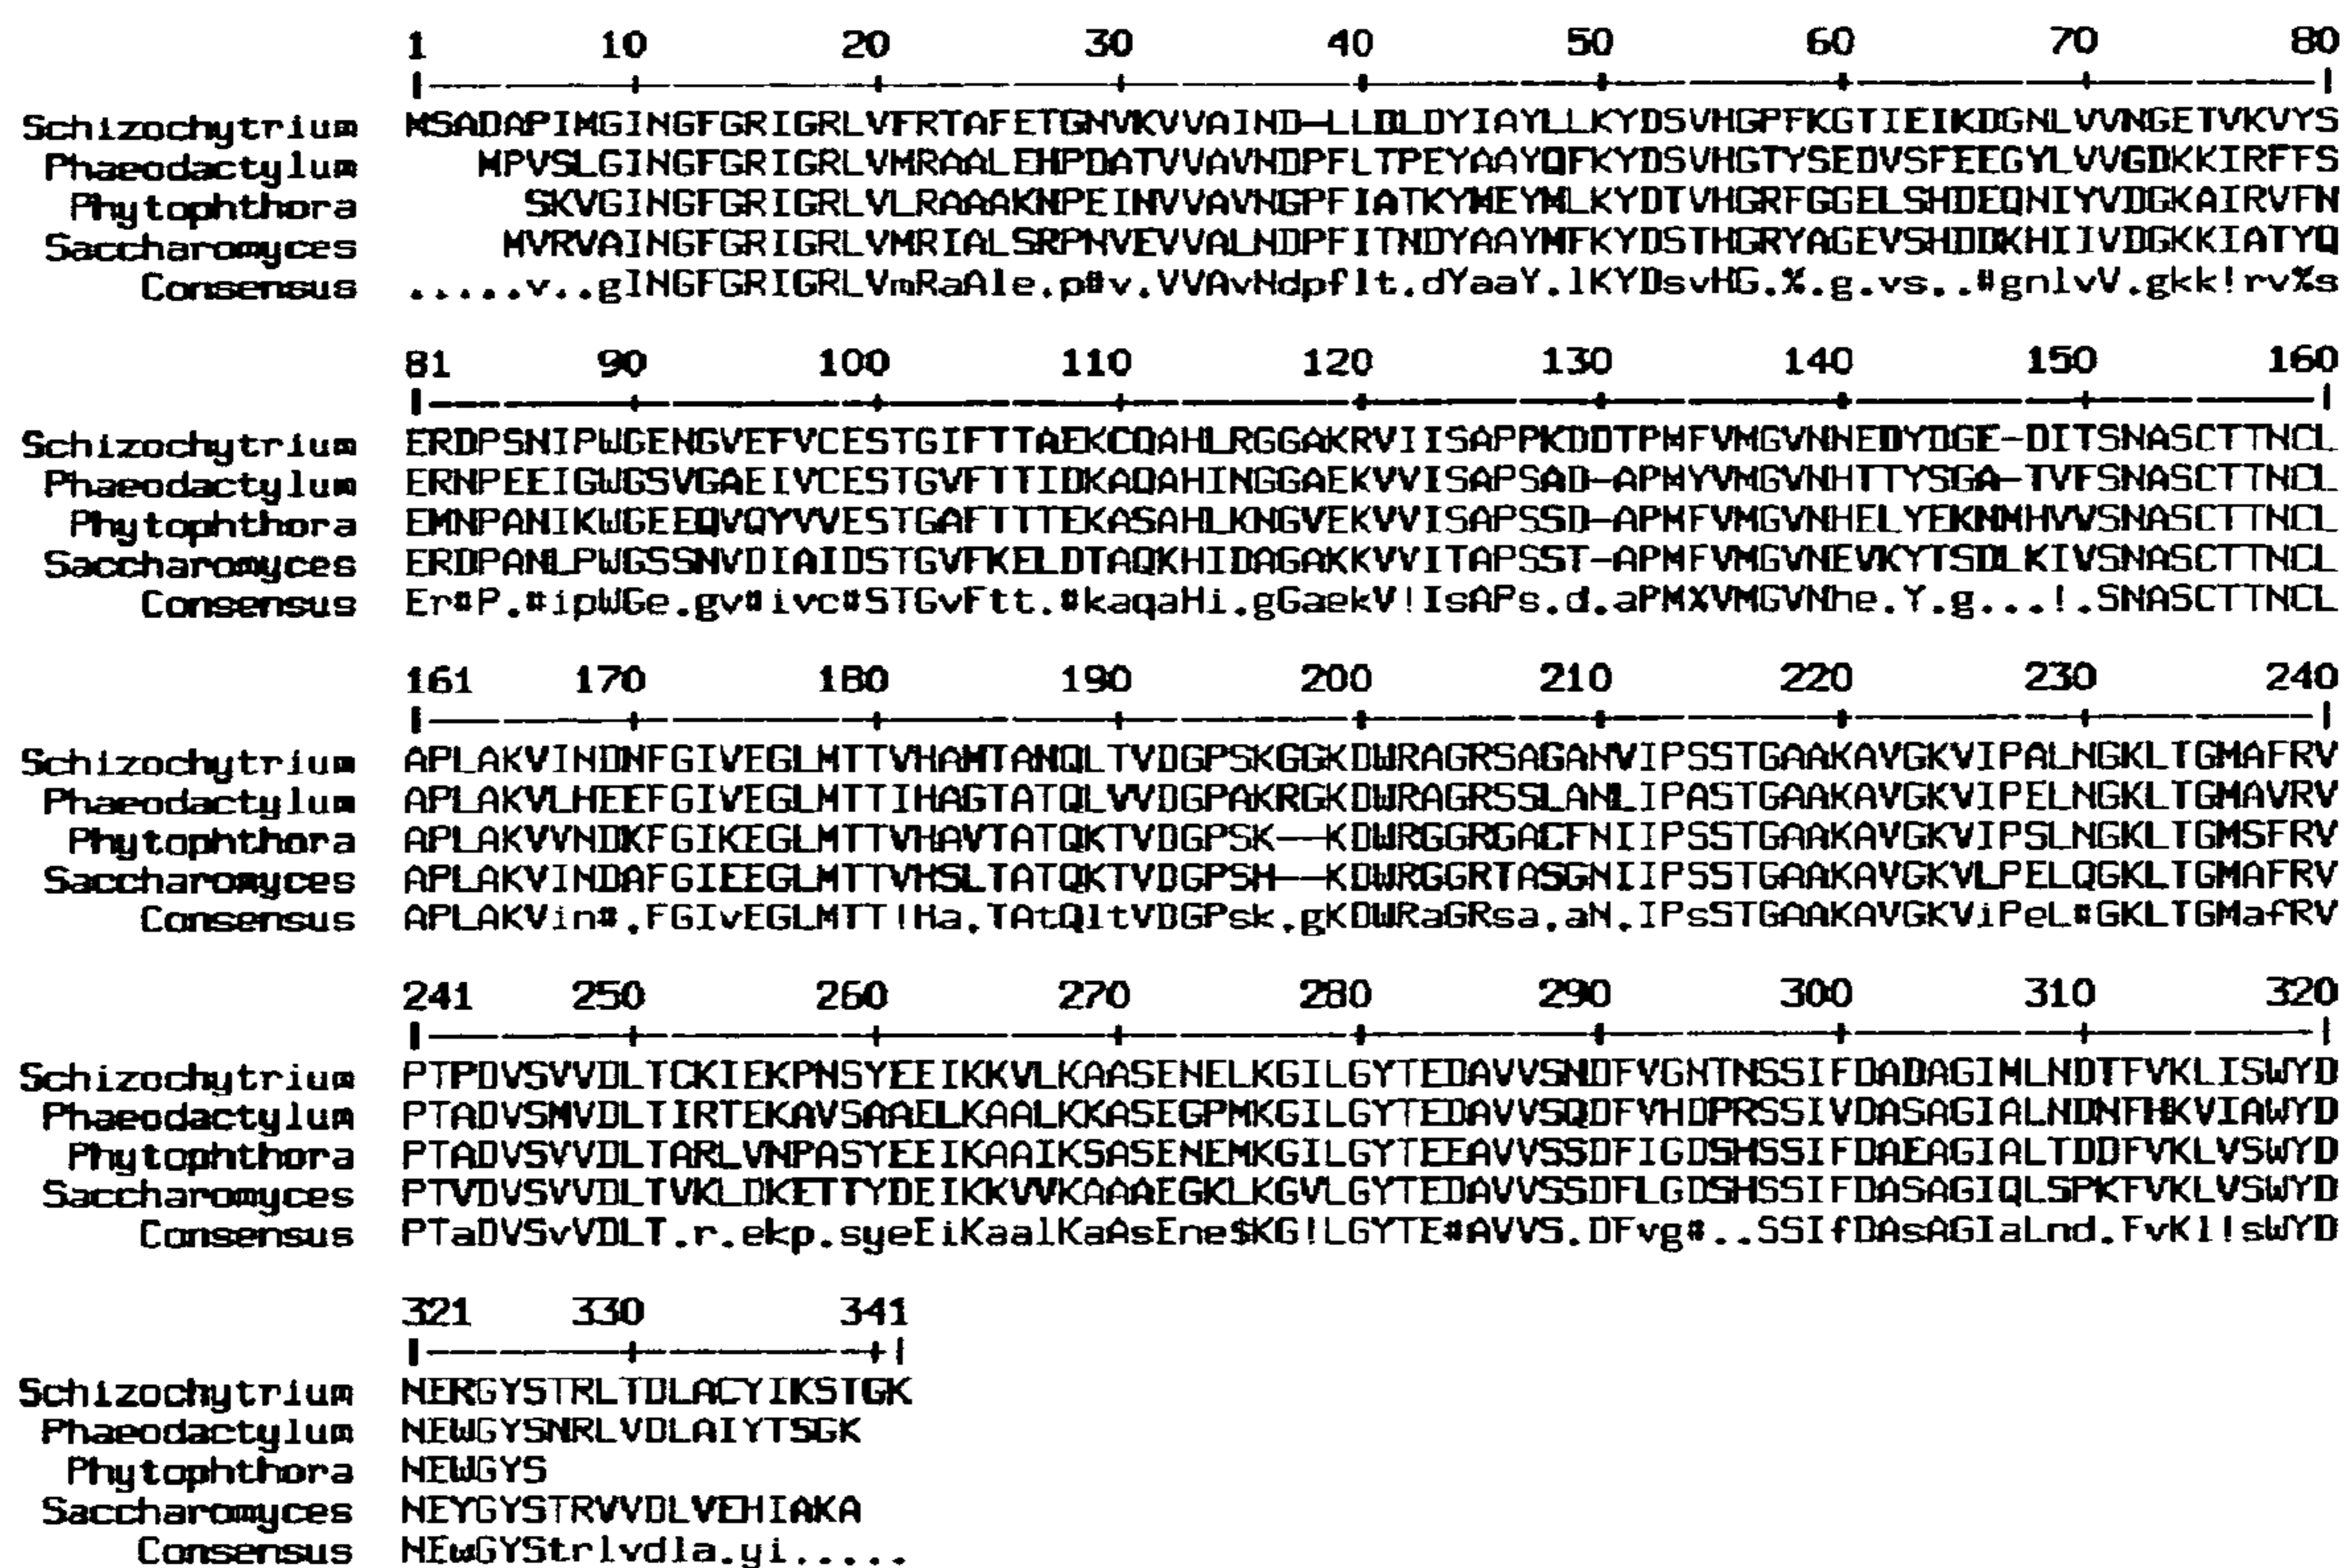 1 10 20 30 40 50 60 70 80
Schizochytrium MSADAPIMGINGFGRIGRLVFRTAFETGNVKVVAIND-LLDLDYIAYLLKYDSVHGPFKGTIEIKDGNLVVNGETVKVYS
Phaeodactylum MPVSLGINGFGRIGRLVMRAALEHPDATVVAVNDPFLTPEYAAYQFKYDSVHGTYSEDVSFEEGYLVVGDKKIRFFS
Phytophthora SKVGINGFGRIGRLVLRAAAKNPEINVVAVNGPFIATKYMEYMLKYDTVHGRFGGELSHDEQNIYVDGKAIRVFN
Saccharomyces MVRVAINGFGRIGRLVMRIALSRPNVEVVALNDPFITNDYAAYMFKYDSTHGRYAGEVSHDDKHIIVDGKKIATYQ
Consensus .....v..gINGFGRIGRLVmRaAle.p#v.VVAvNdpflt.dYaaY.lKYDsvHG.%.g.vs..#gnlvV.gkk!rv%s
81 90 100 110 120 130 140 150 160
Schizochytrium ERDPSNIPWGENGVEFVCESTGIFTTAEKCQAHLRGGAKRVIISAPPKDDTPMFVMGVNNEDYDGE-DITSNASCTTNCL
Phaeodactylum ERNPEEIGWGSVGAEIVCESTGVFTTIDKAQAHINGGAEKVVISAPSAD-APMYVMGVNHTTYSGA-TVFSNASCTTNCL
Phytophthora EMNPANIKWGEEQVQYVVESTGAFTTTEKASAHLKNGVEKVVISAPSSD-APMFVMGVNHELYEKNMHVVSNASCTTNCL
Saccharomyces ERDPANLPWGSSNVDIAIDSTGVFKELDTAQKHIDAGAKKVVITAPSST-APMFVMGVNEVKYTSDLKIVSNASCTTNCL
Consensus Er#P.#ipWGe.gv#ivc#STGvFtt.#kaqaHi.gGaekV!IsAPs.d.aPMXVMGVNhe.Y.g...!.SNASCTTNCL
161 170 180 190 200 210 220 230 240
Schizochytrium APLAKVINDNFGIVEGLMTTVHAMTANQLTVDGPSKGGKDWRAGRSAGANVIPSSTGAAKAVGKVIPALNGKLTGMAFRV
Phaeodactylum APLAKVLHEEFGIVEGLMTTIHAGTATQLVVDGPAKRGKDWRAGRSSLANLIPASTGAAKAVGKVIPELNGKLTGMAVRV
Phytophthora APLAKVVNDKFGIKEGLMTTVHAVTATQKTVDGPSK--KDWRGGRGACFNIIPSSTGAAKAVGKVIPSLNGKLTGMSFRV
Saccharomyces APLAKVINDAFGIEEGLMTTVHSLTATQKTVDGPSH--KDWRGGRTASGNIIPSSTGAAKAVGKVLPELQGKLTGMAFRV
Consensus APLAKVin#.FGIvEGLMTT!Ha.TAtQltVDGPsk.gKDWRaGRsa.aN.IPsSTGAAKAVGKViPeL#GKLTGMafRV
241 250 260 270 280 290 300 310 320
Schizochytrium PTPDVSVVDLTCKIEKPNSYEEIKKVLKAASENELKGILGYTEDAVVSNDFVGNTNSSIFDADAGIMLNDTFVKLISWYD
Phaeodactylum PTADVSMVDLTIRTEKAVSAAELKAALKKASEGPMKGILGYTEDAVVSQDFVHDPRSSIVDASAGIALNDNFHKVIAWYD
Phytophthora PTADVSVVDLTARLVNPASYEEIKAAIKSASENEMKGILGYTEEAVVSSDFIGDSHSSIFDAEAGIALTDDFVKLVSWYD
Saccharomyces PTVDVSVVDLTVKLDKETTYDEIKKVVKAAAEGKLKGVLGYTEDAVVSSDFLGDSHSSIFDASAGIQLSPKFVKLVSWYD
Consensus PTaDVSvVDLT.r.ekp.syeEiKaalKaAsEne$KG!LGYTE#AVVS.DFvg#..SSIfDAsAGIaLnd.FvKl!sWYD
321 330 341
Schizochytrium NERGYSTRLTDLACYIKSTGK
Phaeodactylum NEWGYSNRLVDLAIYTSGK
Phytophthora NEWGYS
Saccharomyces NEYGYSTRVVDLVEHIAKA
Consensus NEwGYStrlvdla.yi.....